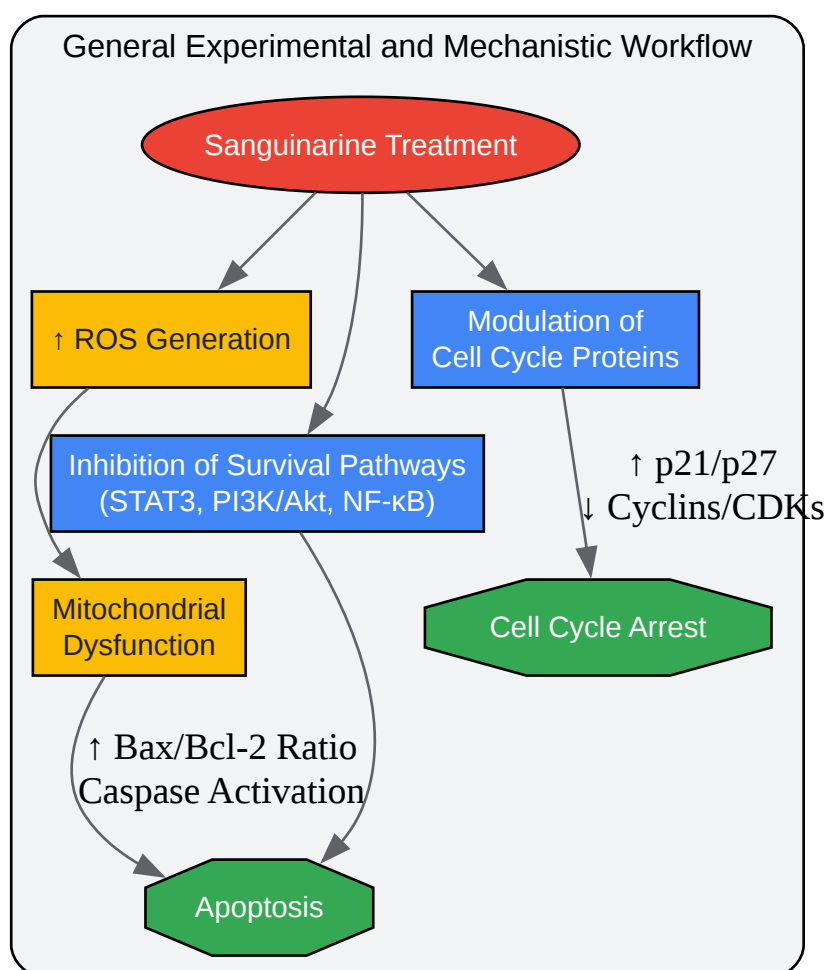 General Experimental and Mechanistic Workflow
Sanguinarine Treatment
↑ ROS Generation
Modulation of
Cell Cycle Proteins
Inhibition of Survival Pathways
(STAT3, PI3K/Akt, NF-κB)
↑ p21/p27
↓ Cyclins/CDKs
Mitochondrial
Dysfunction
Cell Cycle Arrest
↑ Bax/Bcl-2 Ratio
Caspase Activation
Apoptosis